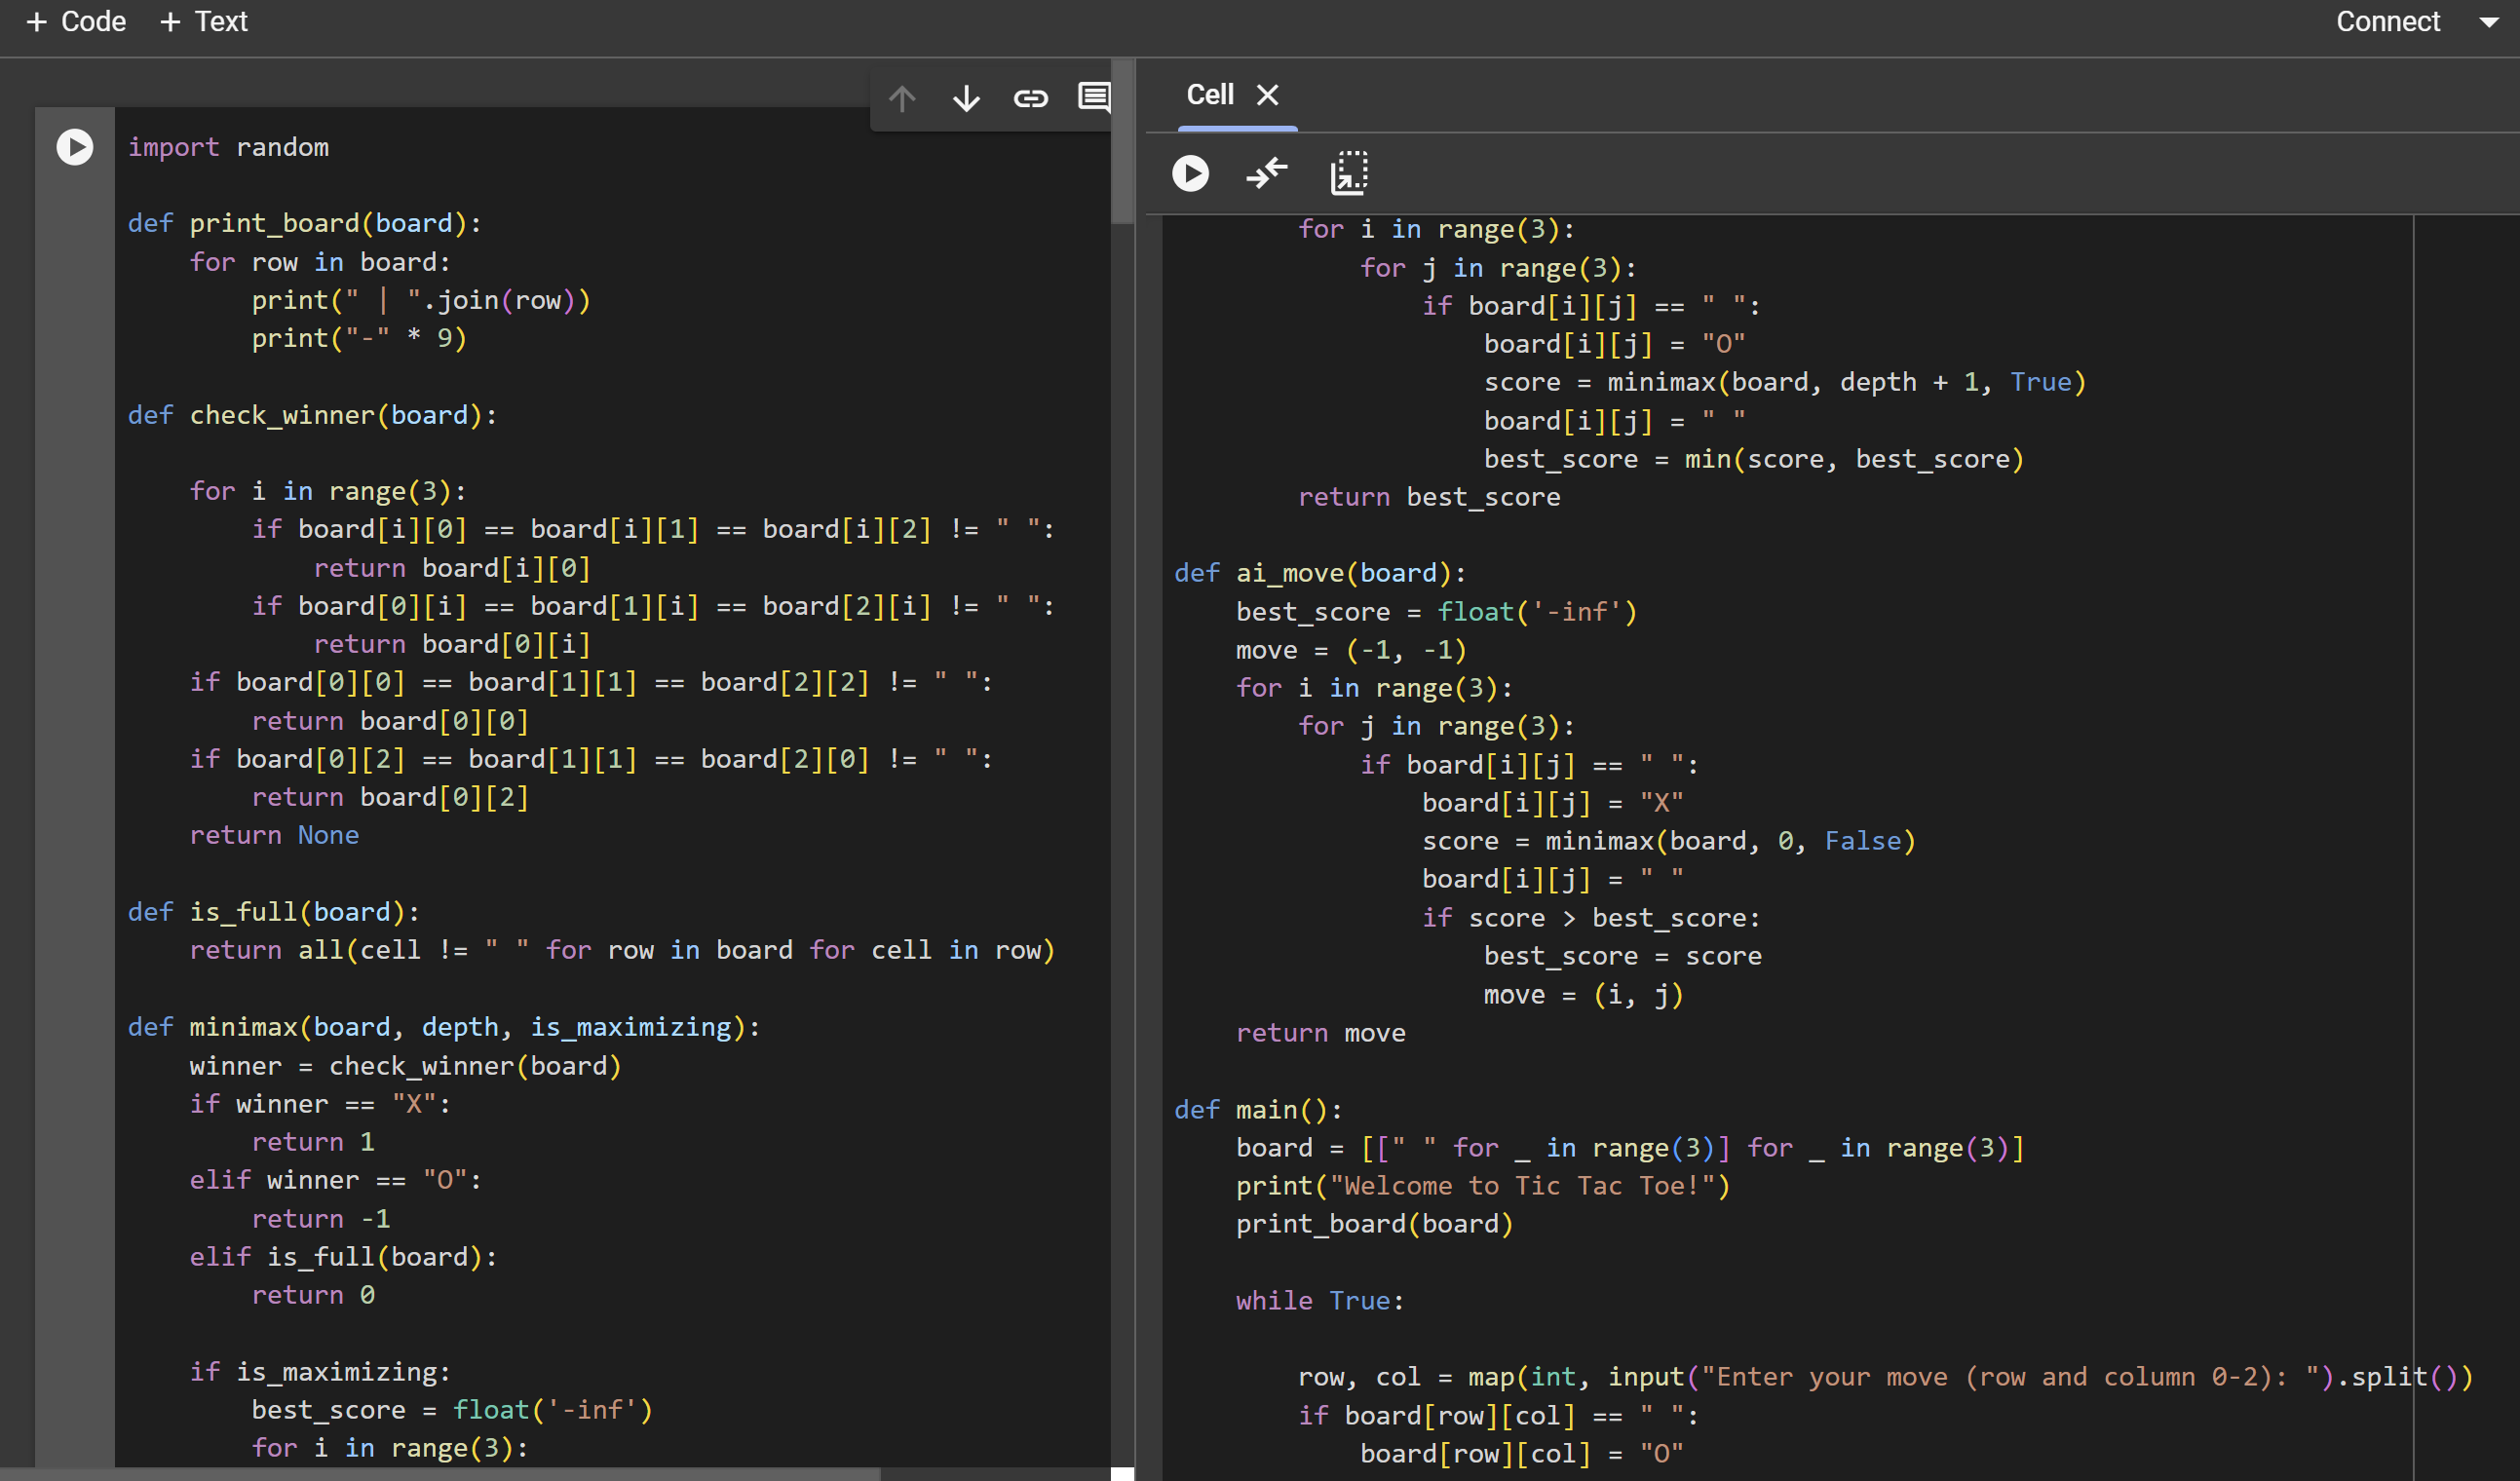 + Code + Text
Connect
import random
def print_board(board):
    for row in board:
        print(" | ".join(row))
        print("-" * 9)
def check_winner(board):
    for i in range(3):
        if board[i][0] == board[i][1] == board[i][2] != " ":
            return board[i][0]
        if board[0][i] == board[1][i] == board[2][i] != " ":
            return board[0][i]
    if board[0][0] == board[1][1] == board[2][2] != " ":
        return board[0][0]
    if board[0][2] == board[1][1] == board[2][0] != " ":
        return board[0][2]
    return None
def is_full(board):
    return all(cell != " " for row in board for cell in row)
def minimax(board, depth, is_maximizing):
    winner = check_winner(board)
    if winner == "X":
        return 1
    elif winner == "O":
        return -1
    elif is_full(board):
        return 0
    if is_maximizing:
        best_score = float('-inf')
        for i in range(3):
Cell
        for i in range(3):
            for j in range(3):
                if board[i][j] == " ":
                    board[i][j] = "O"
                    score = minimax(board, depth + 1, True)
                    board[i][j] = " "
                    best_score = min(score, best_score)
        return best_score
def ai_move(board):
    best_score = float('-inf')
    move = (-1, -1)
    for i in range(3):
        for j in range(3):
            if board[i][j] == " ":
                board[i][j] = "X"
                score = minimax(board, 0, False)
                board[i][j] = " "
                if score > best_score:
                    best_score = score
                    move = (i, j)
    return move
def main():
    board = [[" " for _ in range(3)] for _ in range(3)]
    print("Welcome to Tic Tac Toe!")
    print_board(board)
    while True:
        row, col = map(int, input("Enter your move (row and column 0-2): ").split())
        if board[row][col] == " ":
            board[row][col] = "O"